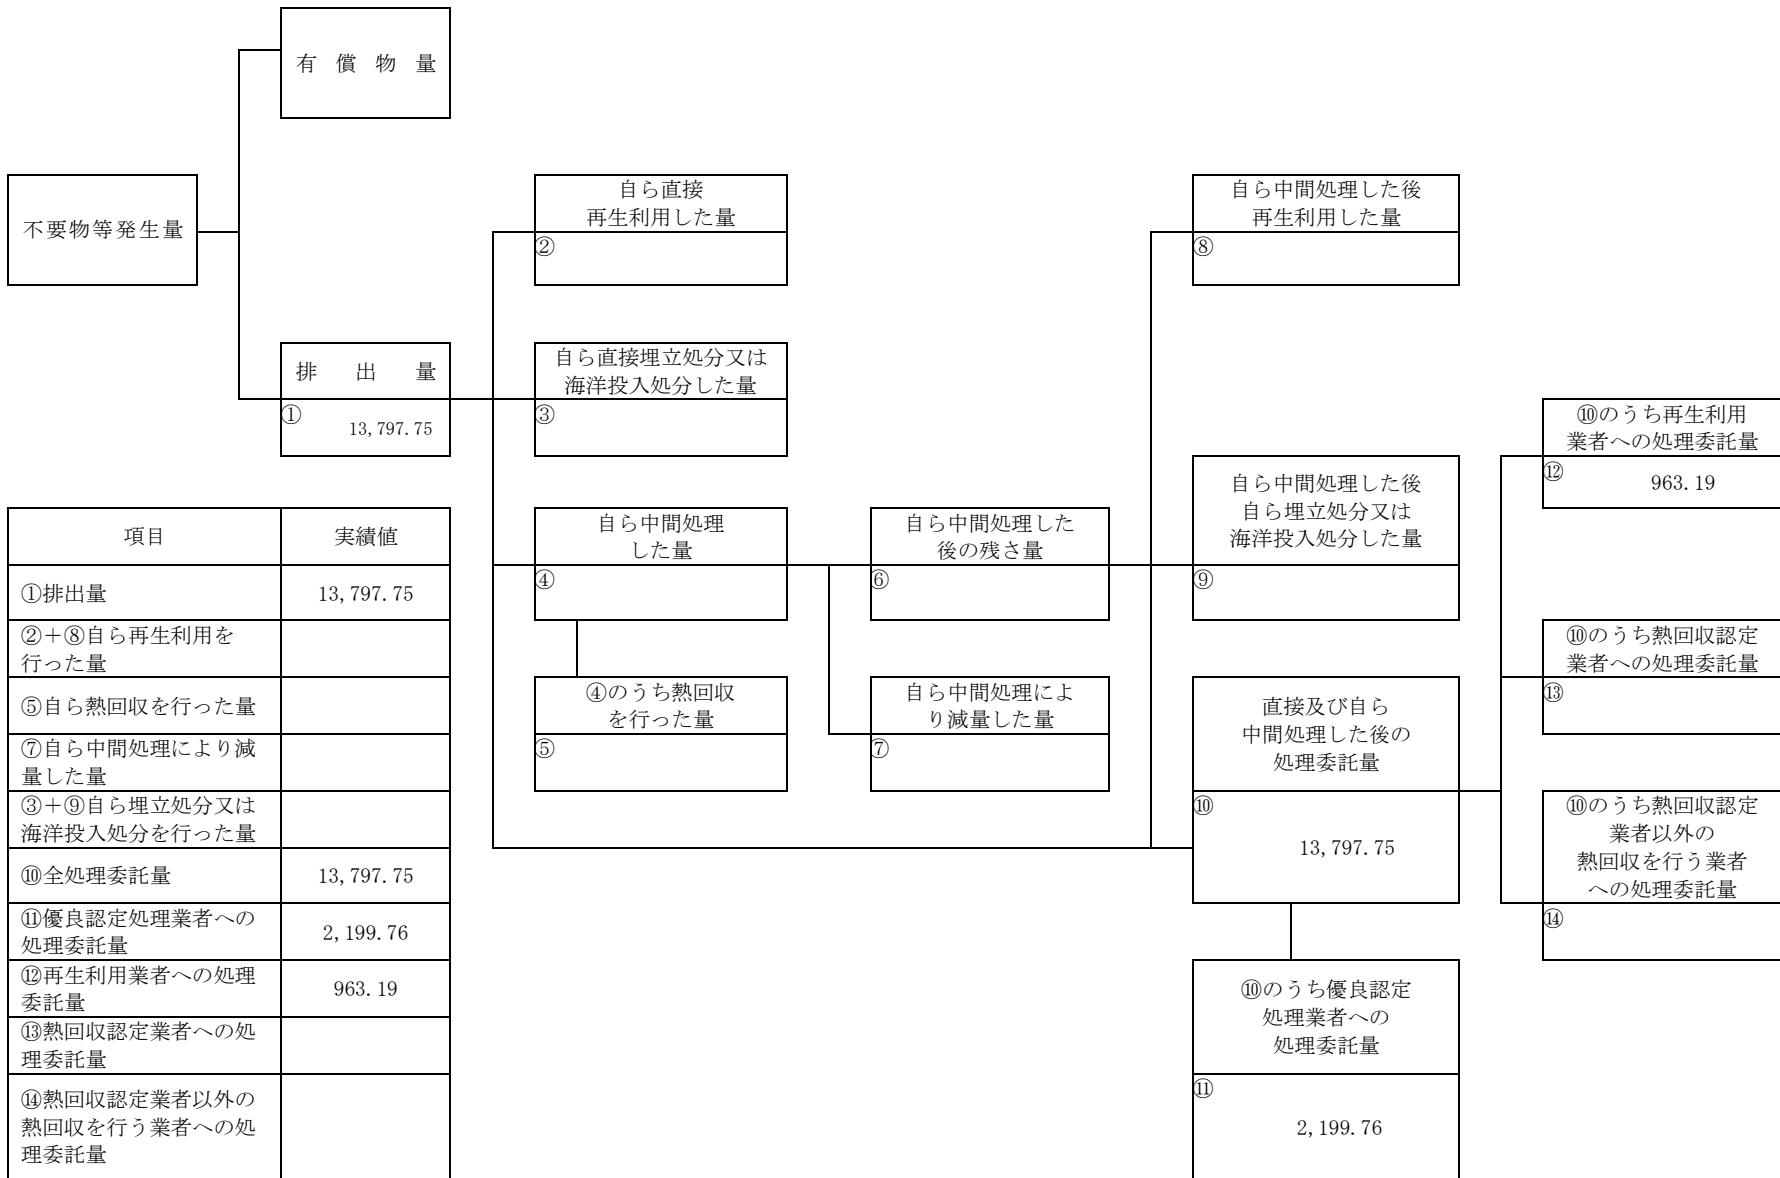 有償物量
不要物等発生量
自ら直接
再生利用した量
②
自ら中間処理した後
再生利用した量
⑧
排出量
①
13,797.75
自ら直接埋立処分又は
海洋投入処分した量
③
⑩のうち再生利用
業者への処理委託量
⑫
963.19
自ら中間処理した後
自ら埋立処分又は
海洋投入処分した量
⑨
自ら中間処理
した量
④
自ら中間処理した
後の残さ量
⑥
⑩のうち熱回収認定
業者への処理委託量
⑬
④のうち熱回収
を行った量
⑤
自ら中間処理によ
り減量した量
⑦
直接及び自ら
中間処理した後の
処理委託量
⑩
13,797.75
⑩のうち熱回収認定
業者以外の
熱回収を行う業者
への処理委託量
⑭
⑩のうち優良認定
処理業者への
処理委託量
⑪
2,199.76
項目
実績値
①排出量
13,797.75
②+⑧自ら再生利用を
行った量
⑤自ら熱回収を行った量
⑦自ら中間処理により減
量した量
③+⑨自ら埋立処分又は
海洋投入処分を行った量
⑩全処理委託量
13,797.75
⑪優良認定処理業者への
処理委託量
2,199.76
⑫再生利用業者への処理
委託量
963.19
⑬熱回収認定業者への処
理委託量
⑭熱回収認定業者以外の
熱回収を行う業者への処
理委託量